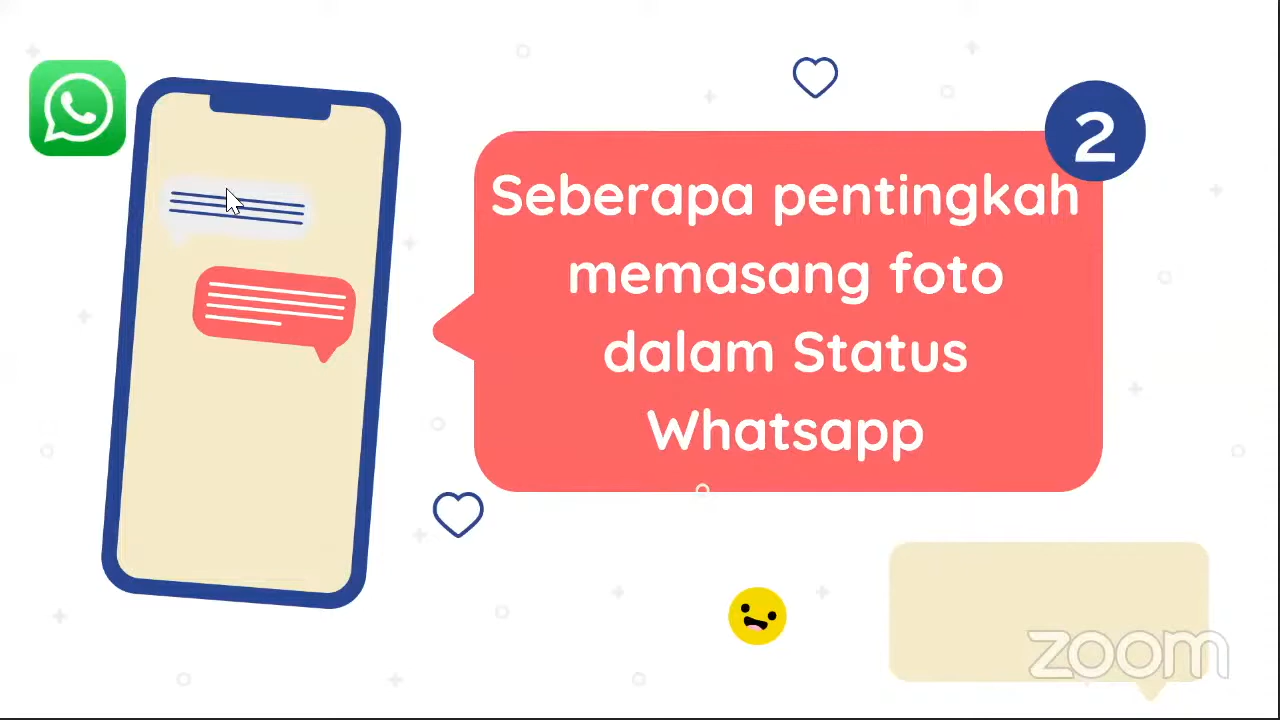 2
Seberapa pentingkah
memasang foto
dalam Status
Whatsapp
zoom